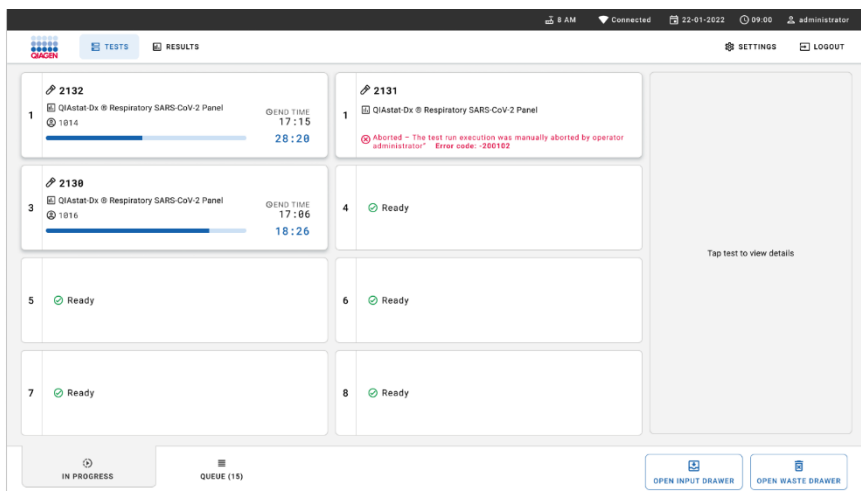 8 AM Connected 22-01-2022 09:00 administrator
QIAGEN TESTS RESULTS SETTINGS LOGOUT
1
2132
QIAstat-Dx ® Respiratory SARS-CoV-2 Panel
1014
END TIME
17:15
28:20
1
2131
QIAstat-Dx ® Respiratory SARS-CoV-2 Panel
Aborted – The test run execution was manually aborted by operator
administrator" Error code: -200102
3
2130
QIAstat-Dx ® Respiratory SARS-CoV-2 Panel
1016
END TIME
17:06
18:26
4 Ready
Tap test to view details
5 Ready
6 Ready
7 Ready
8 Ready
IN PROGRESS
QUEUE (15)
OPEN INPUT DRAWER
OPEN WASTE DRAWER